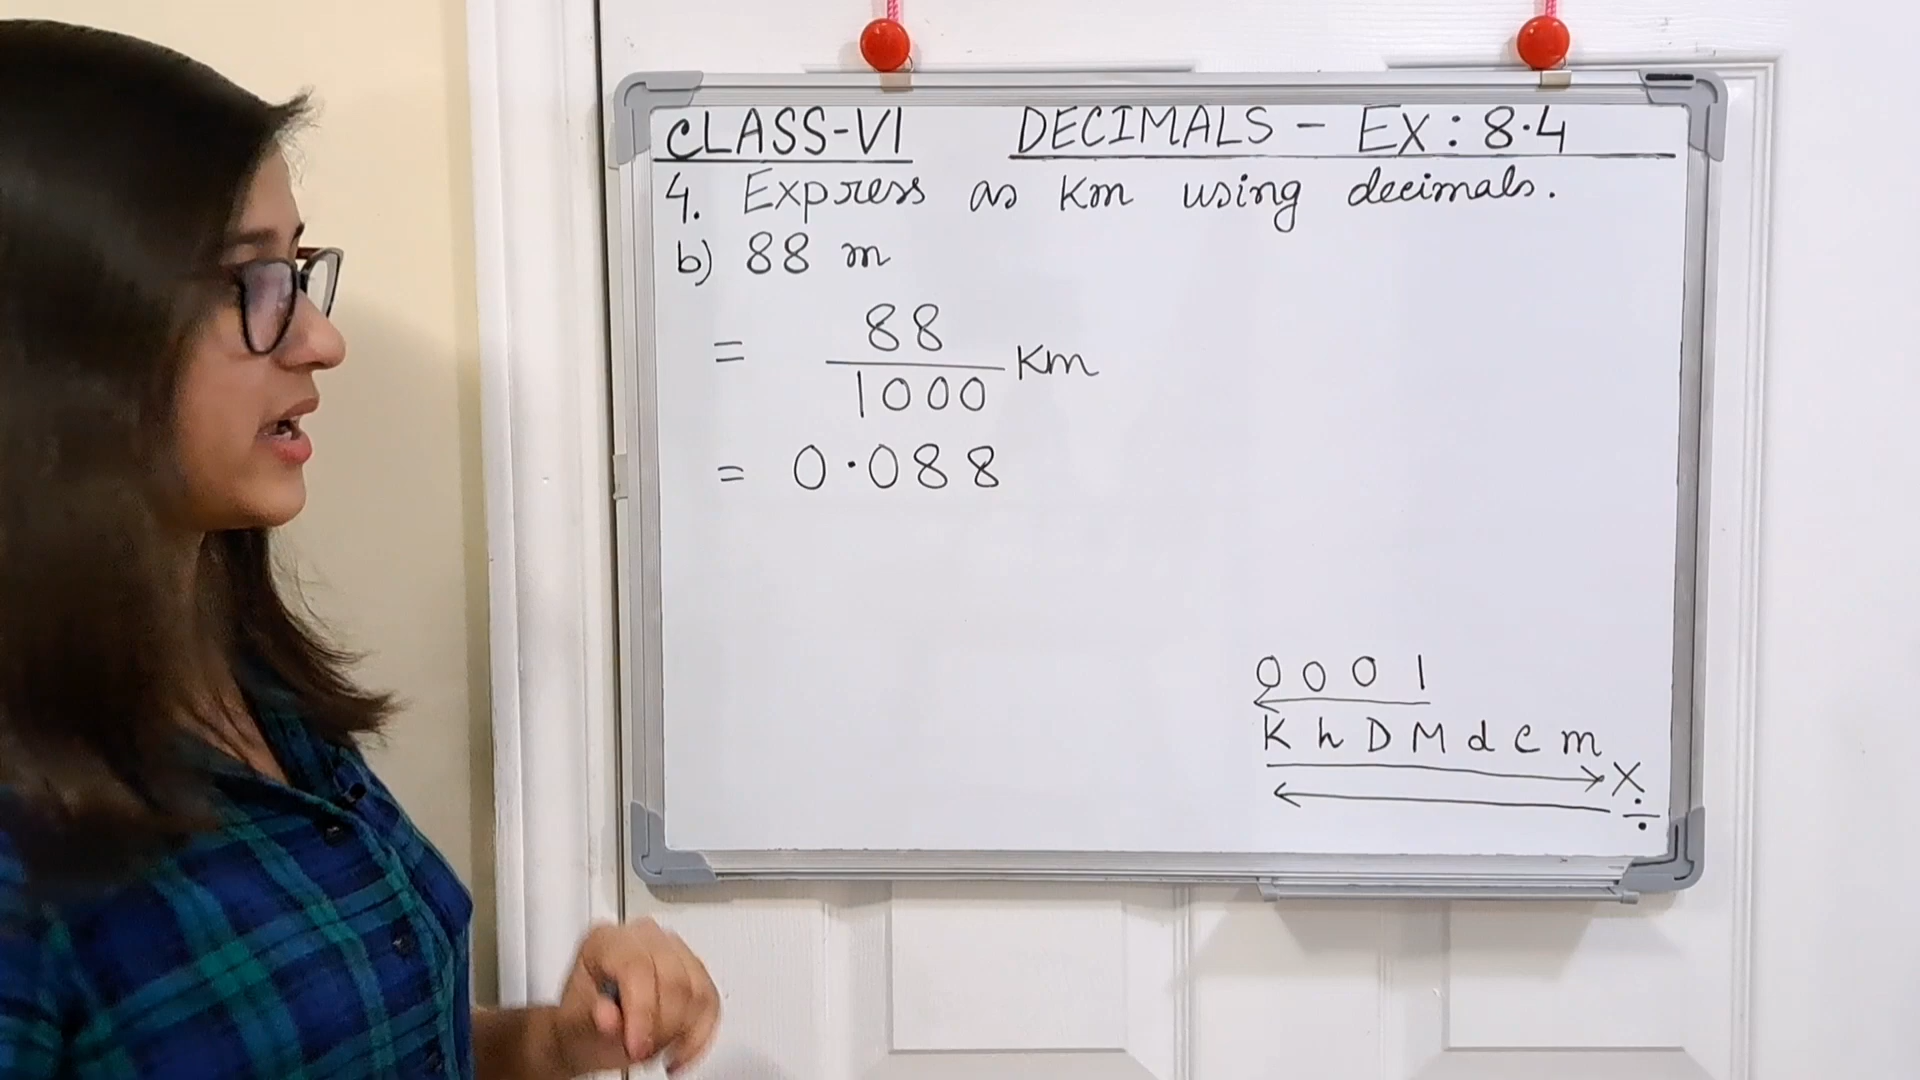 CLASS-VI DECIMALS - EX: 8.4
4. Express as Km using decimals.
b) 88 m
= 88/1000 Km
= 0.088
0 0 0 1
K h D M d c m
X
÷